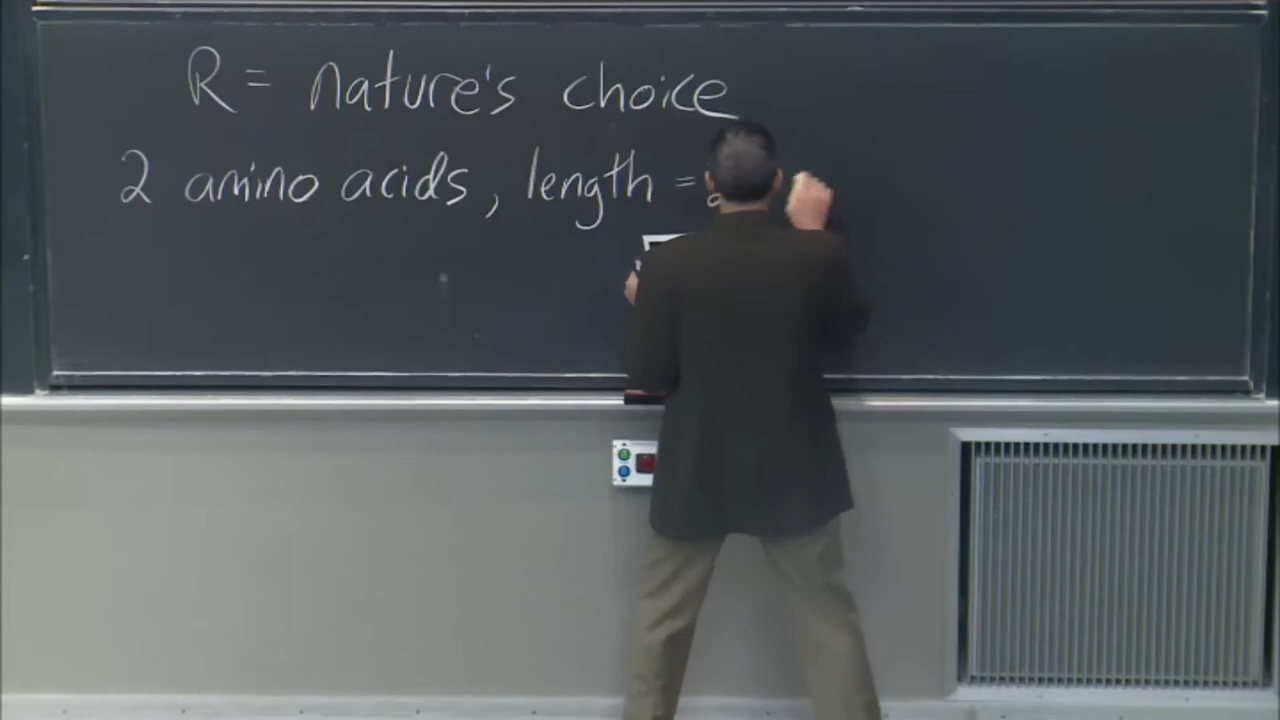 R = nature's choice
2 amino acids, length =